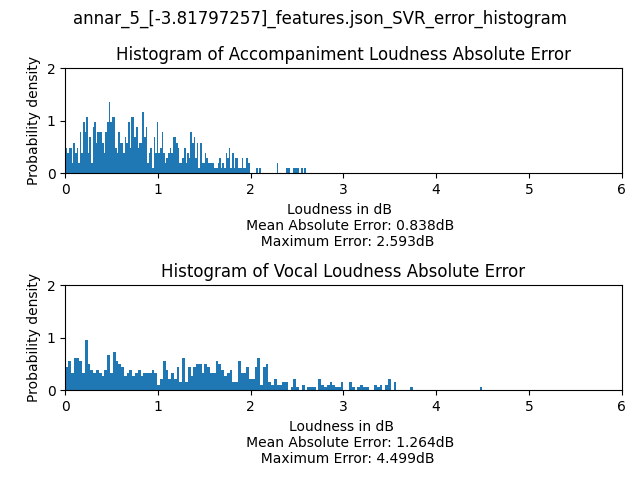 annar_5_[-3.81797257]_features.json_SVR_error_histogram
Histogram of Accompaniment Loudness Absolute Error
Probability density
2
1
0
0 1 2 3 4 5 6
Loudness in dB
Mean Absolute Error: 0.838dB
Maximum Error: 2.593dB
Histogram of Vocal Loudness Absolute Error
Probability density
2
1
0
0 1 2 3 4 5 6
Loudness in dB
Mean Absolute Error: 1.264dB
Maximum Error: 4.499dB